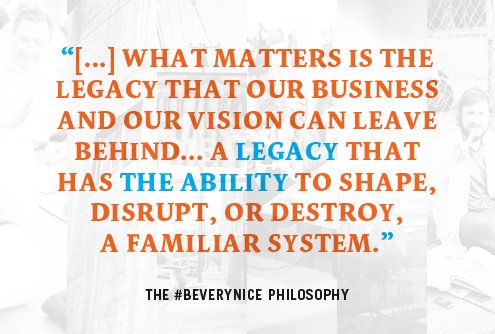 “[...] WHAT MATTERS IS THE
LEGACY THAT OUR BUSINESS
AND OUR VISION CAN LEAVE
BEHIND... A LEGACY THAT
HAS THE ABILITY TO SHAPE,
DISRUPT, OR DESTROY,
A FAMILIAR SYSTEM.”
THE #BEVERYNICE PHILOSOPHY